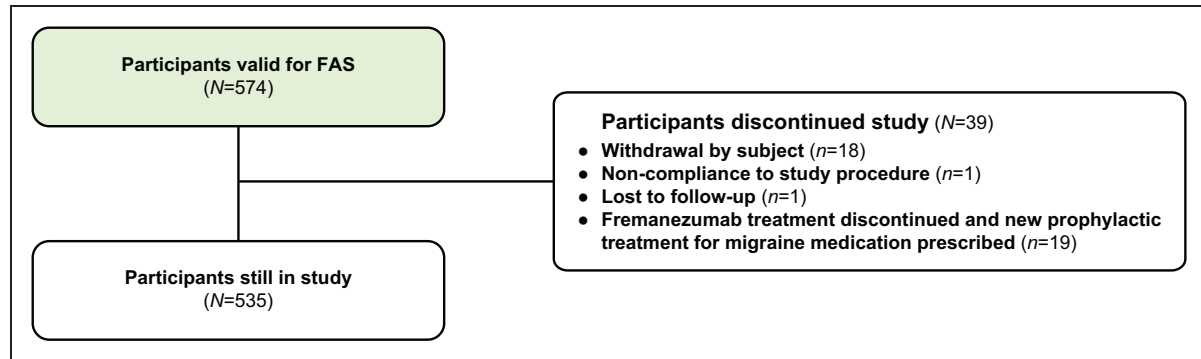 Participants valid for FAS
(N=574)
Participants discontinued study (N=39)
● Withdrawal by subject (n=18)
● Non-compliance to study procedure (n=1)
● Lost to follow-up (n=1)
● Fremanezumab treatment discontinued and new prophylactic
treatment for migraine medication prescribed (n=19)
Participants still in study
(N=535)